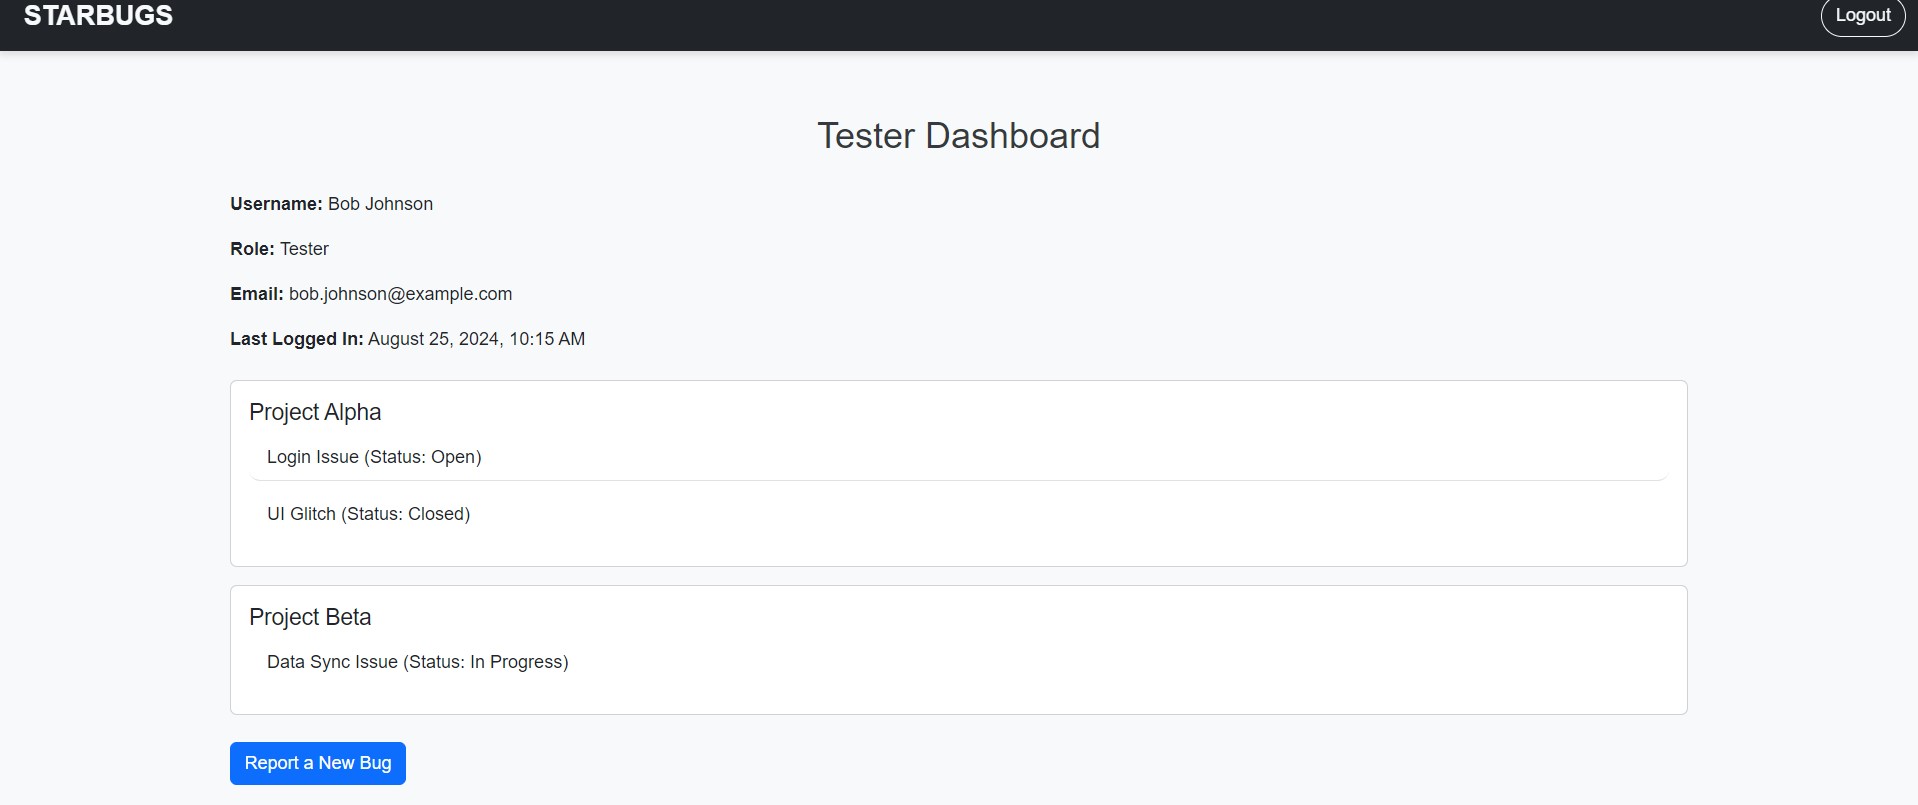 STARBUGS
Logout
Tester Dashboard
Username: Bob Johnson
Role: Tester
Email: bob.johnson@example.com
Last Logged In: August 25, 2024, 10:15 AM
Project Alpha
Login Issue (Status: Open)
UI Glitch (Status: Closed)
Project Beta
Data Sync Issue (Status: In Progress)
Report a New Bug